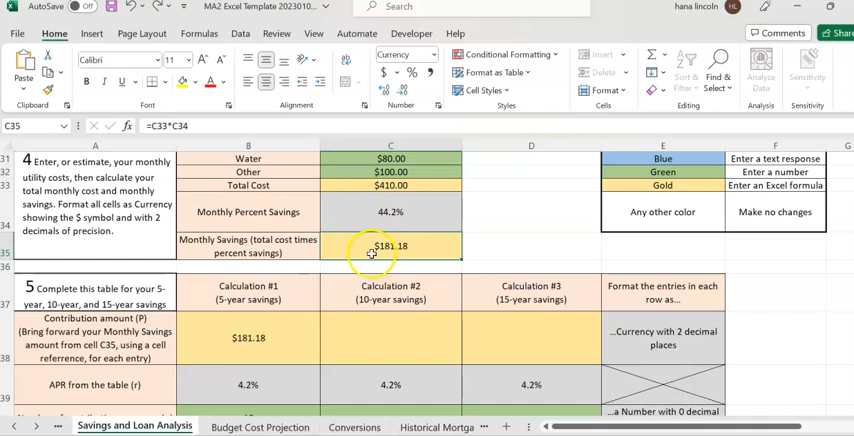 AutoSave Off MA2 Excel Template 2023010... Search hana lincoln HL
File Home Insert Page Layout Formulas Data Review View Automate Developer Help Comments Share
Paste Calibri 11 A A ab Currency Conditional Formatting Insert Sort & Filter Find & Select Analyze Data Sensitivity
B I U A $ % 9 Format as Table Delete
Cell Styles Format
Clipboard Font Alignment Number Styles Cells Editing Analysis Sensitivity
C35 fx =C33*C34
A B C D E F G
31 4 Enter, or estimate, your monthly Water $80.00 Blue Enter a text response
32 utility costs, then calculate your Other $100.00 Green Enter a number
33 total monthly cost and monthly Total Cost $410.00 Gold Enter an Excel formula
savings. Format all cells as Currency
showing the $ symbol and with 2 Monthly Percent Savings 44.2% Any other color Make no changes
34 decimals of precision.
35 Monthly Savings (total cost times percent savings) $181.18
36
37 5 Complete this table for your 5-year, 10-year, and 15-year savings Calculation #1 (5-year savings) Calculation #2 (10-year savings) Calculation #3 (15-year savings) Format the entries in each row as...
38 Contribution amount (P) (Bring forward your Monthly Savings amount from cell C35, using a cell referrence, for each entry) $181.18 ...Currency with 2 decimal places
39 APR from the table (r) 4.2% 4.2% 4.2%
...a Number with 0 decimal
Savings and Loan Analysis Budget Cost Projection Conversions Historical Mortga